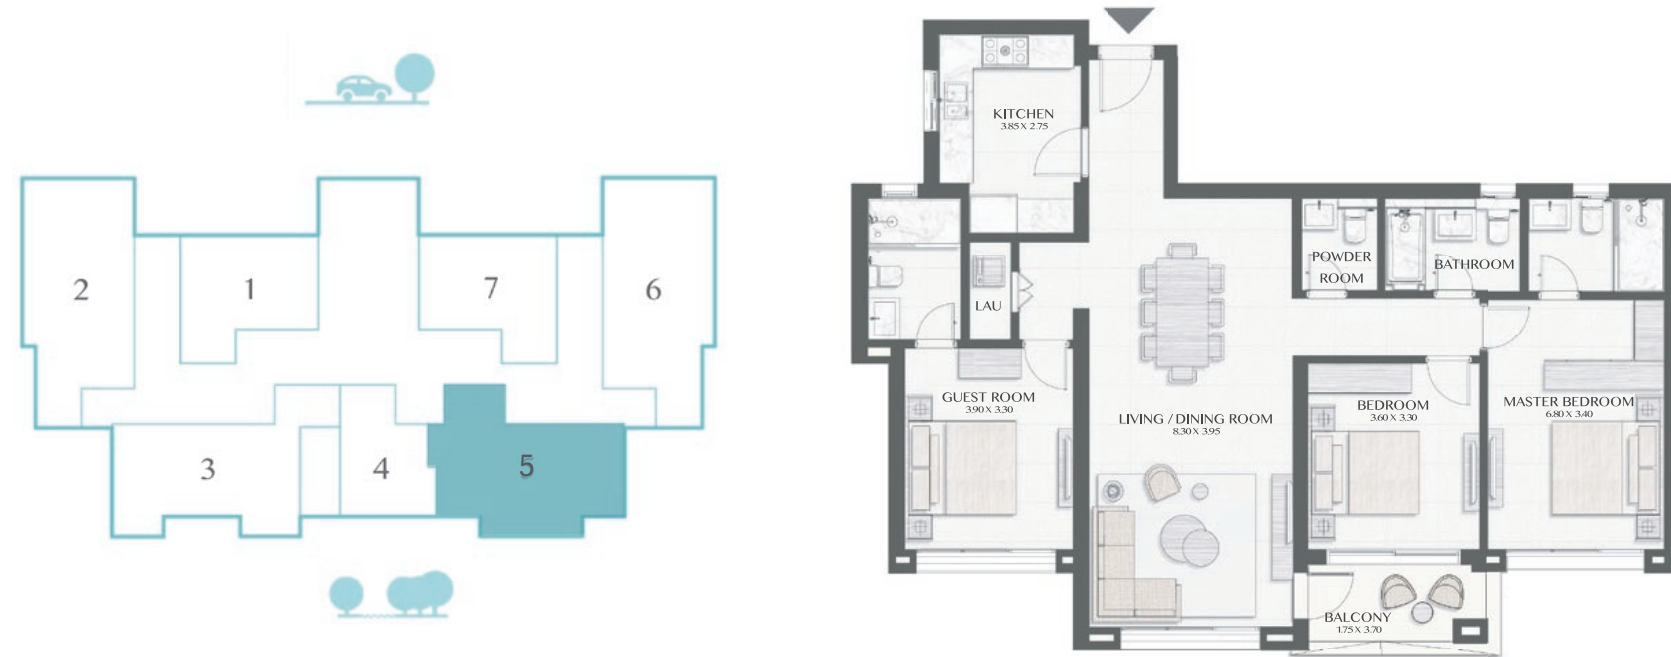 2
1
7
6
3
4
5
KITCHEN
3.85 X 2.75
POWDER
ROOM
BATHROOM
LAU
GUEST ROOM
3.90 X 3.30
LIVING / DINING ROOM
8.30 X 3.95
BEDROOM
3.60 X 3.30
MASTER BEDROOM
6.80 X 3.40
BALCONY
1.75 X 3.70